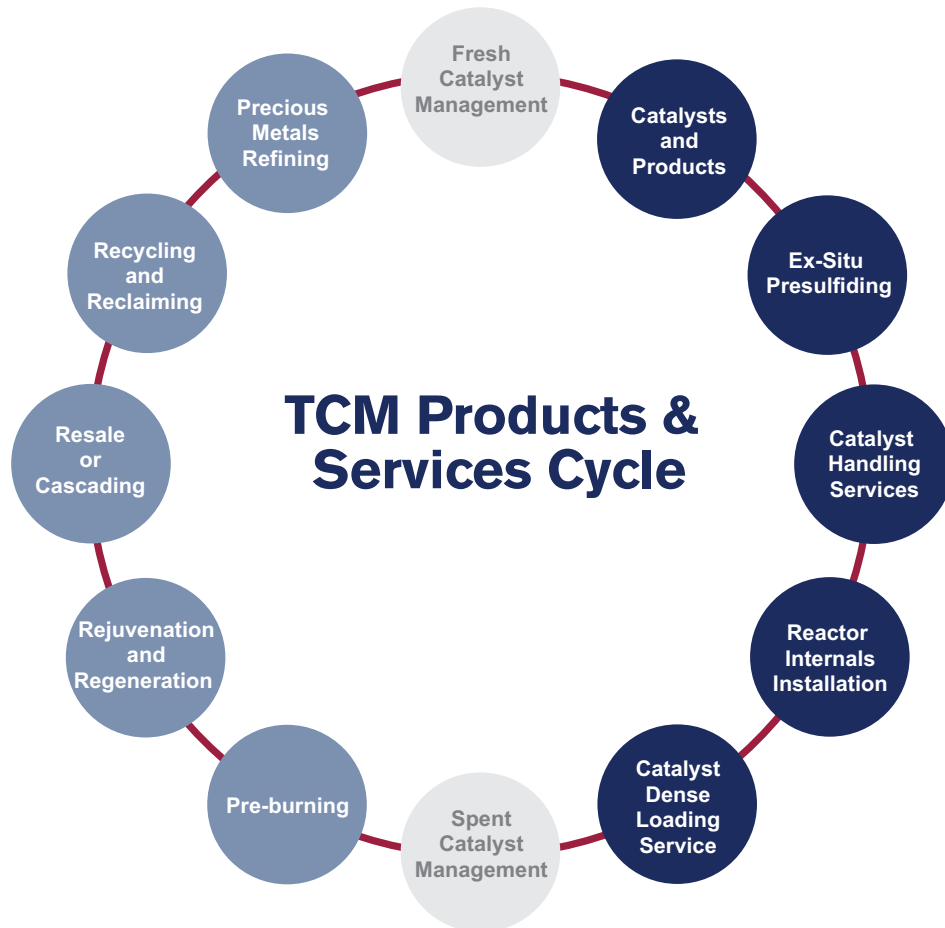 Fresh
Catalyst
Management
Catalysts
and
Products
Ex-Situ
Presulfiding
Catalyst
Handling
Services
Reactor
Internals
Installation
Catalyst
Dense
Loading
Service
Spent
Catalyst
Management
Pre-burning
Rejuvenation
and
Regeneration
Resale
or
Cascading
Recycling
and
Reclaiming
Precious
Metals
Refining
TCM Products &
Services Cycle